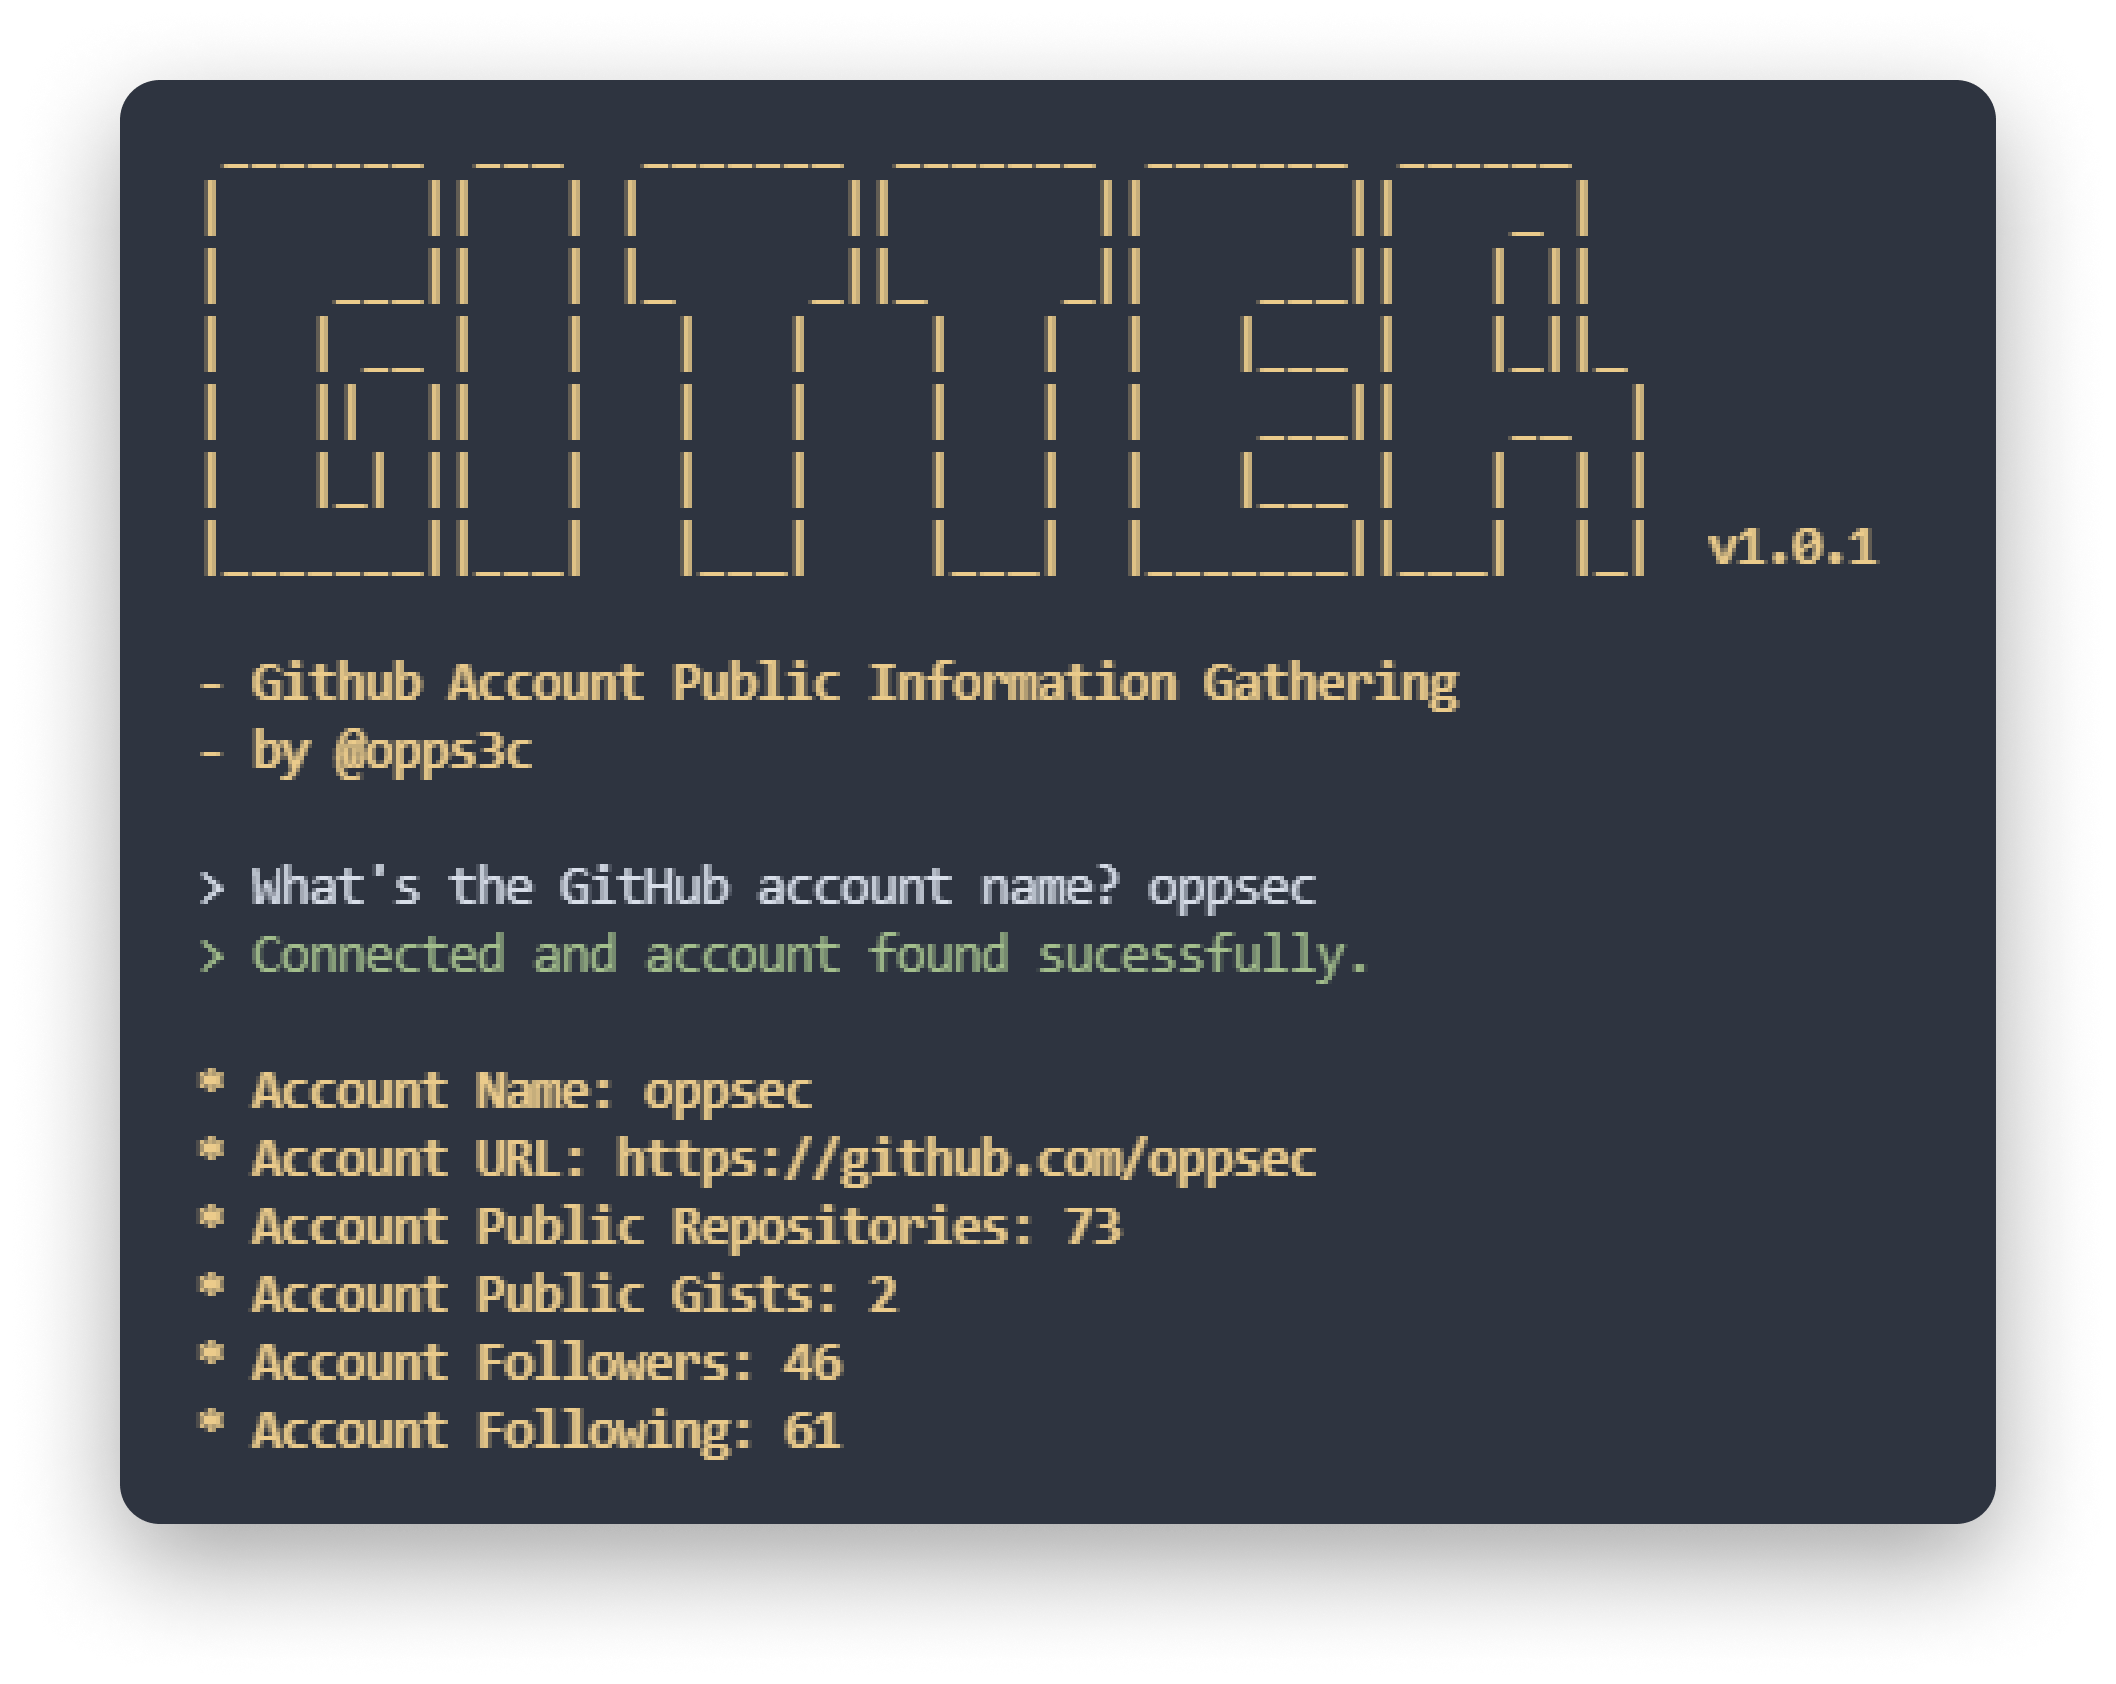 GITTER v1.0.1
- Github Account Public Information Gathering
- by @opps3c
> What's the GitHub account name? oppsec
> Connected and account found sucessfully.
* Account Name: oppsec
* Account URL: https://github.com/oppsec
* Account Public Repositories: 73
* Account Public Gists: 2
* Account Followers: 46
* Account Following: 61